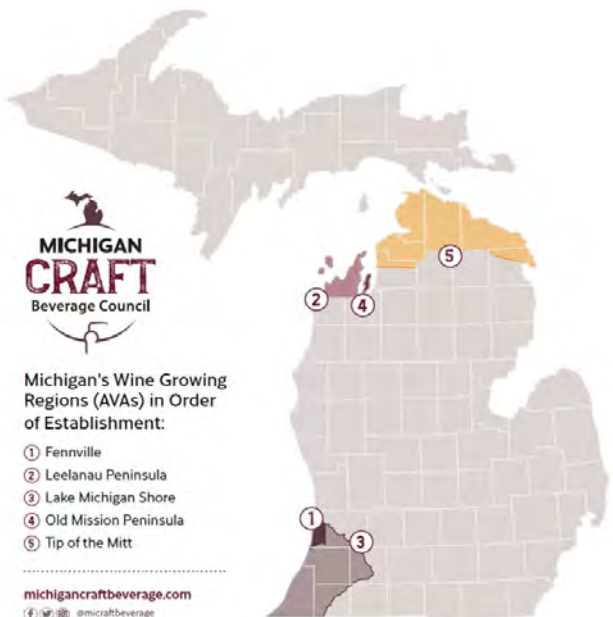 MICHIGAN
CRAFT
Beverage Council
Michigan's Wine Growing
Regions (AVAs) in Order
of Establishment:
1 Fennville
2 Leelanau Peninsula
3 Lake Michigan Shore
4 Old Mission Peninsula
5 Tip of the Mitt
michigancraftbeverage.com
@micraftbeverage
5
2
4
1
3